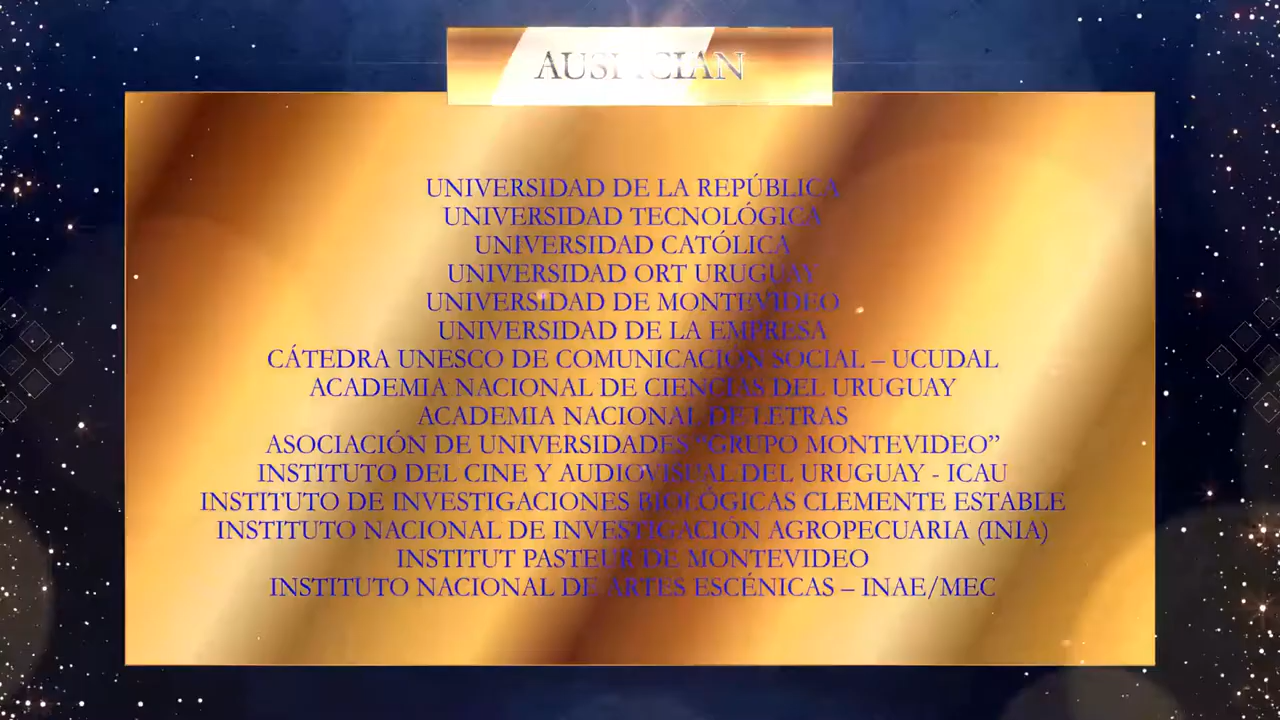 AUSPICIAN
UNIVERSIDAD DE LA REPÚBLICA
UNIVERSIDAD TECNOLÓGICA
UNIVERSIDAD CATÓLICA
UNIVERSIDAD ORT URUGUAY
UNIVERSIDAD DE MONTEVIDEO
UNIVERSIDAD DE LA EMPRESA
CÁTEDRA UNESCO DE COMUNICACIÓN SOCIAL – UCUDAL
ACADEMIA NACIONAL DE CIENCIAS DEL URUGUAY
ACADEMIA NACIONAL DE LETRAS
ASOCIACIÓN DE UNIVERSIDADES “GRUPO MONTEVIDEO”
INSTITUTO DEL CINE Y AUDIOVISUAL DEL URUGUAY - ICAU
INSTITUTO DE INVESTIGACIONES BIOLÓGICAS CLEMENTE ESTABLE
INSTITUTO NACIONAL DE INVESTIGACIÓN AGROPECUARIA (INIA)
INSTITUT PASTEUR DE MONTEVIDEO
INSTITUTO NACIONAL DE ARTES ESCÉNICAS – INAE/MEC